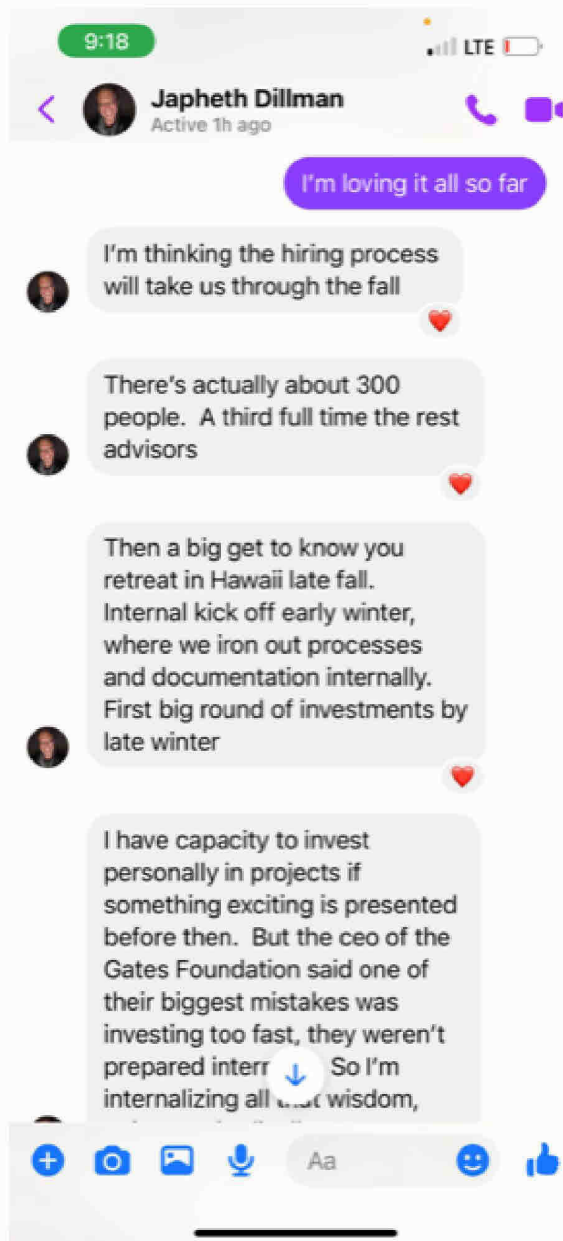 9:18
LTE
Japheth Dillman
Active 1h ago
I'm loving it all so far
I'm thinking the hiring process
will take us through the fall
There's actually about 300
people. A third full time the rest
advisors
Then a big get to know you
retreat in Hawaii late fall.
Internal kick off early winter,
where we iron out processes
and documentation internally.
First big round of investments by
late winter
I have capacity to invest
personally in projects if
something exciting is presented
before then. But the ceo of the
Gates Foundation said one of
their biggest mistakes was
investing too fast, they weren't
prepared So I'm
internalizing all wisdom,
Aa